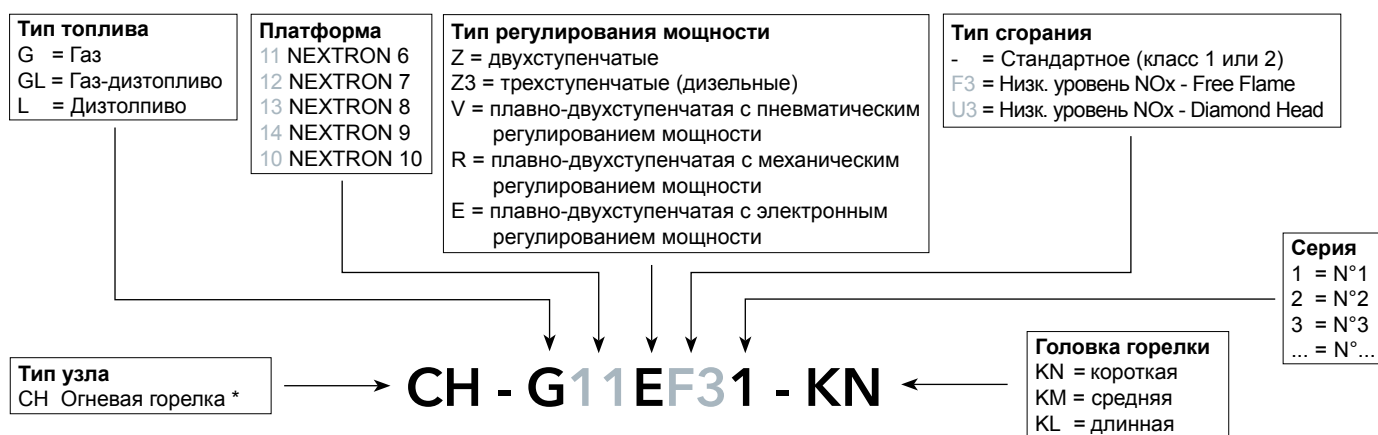 Тип топлива
G = Газ
GL = Газ-дизтопливо
L = Дизтолпиво
Платформа
11 NEXTRON 6
12 NEXTRON 7
13 NEXTRON 8
14 NEXTRON 9
10 NEXTRON 10
Тип регулирования мощности
Z = двухступенчатые
Z3 = трехступенчатые (дизельные)
V = плавно-двухступенчатая с пневматическим
регулированием мощности
R = плавно-двухступенчатая с механическим
регулированием мощности
E = плавно-двухступенчатая с электронным
регулированием мощности
Тип сгорания
- = Стандартное (класс 1 или 2)
F3 = Низк. уровень NOx - Free Flame
U3 = Низк. уровень NOx - Diamond Head
Серия
1 = N°1
2 = N°2
3 = N°3
... = N°...
Тип узла
CH Огневая горелка *
CH - G11EF31 - KN
Головка горелки
KN = короткая
KM = средняя
KL = длинная